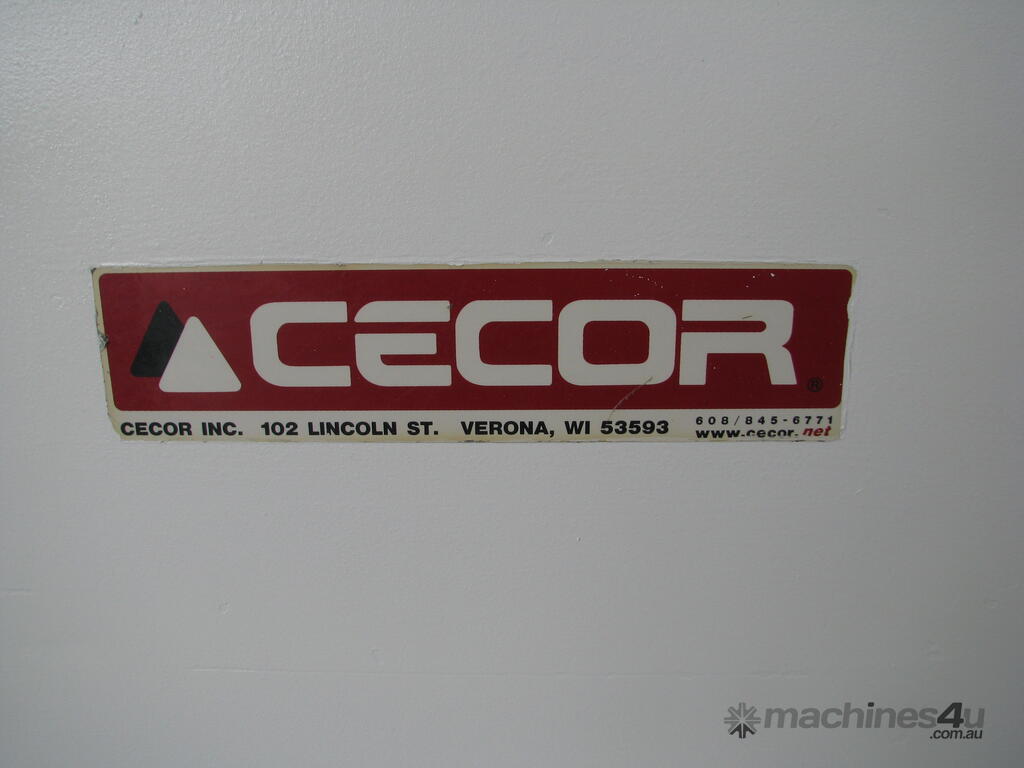 CECOR ®
CECOR INC. 102 LINCOLN ST. VERONA, WI 53593
608/845-6771
www.cecor.net
machines4u
.com.au